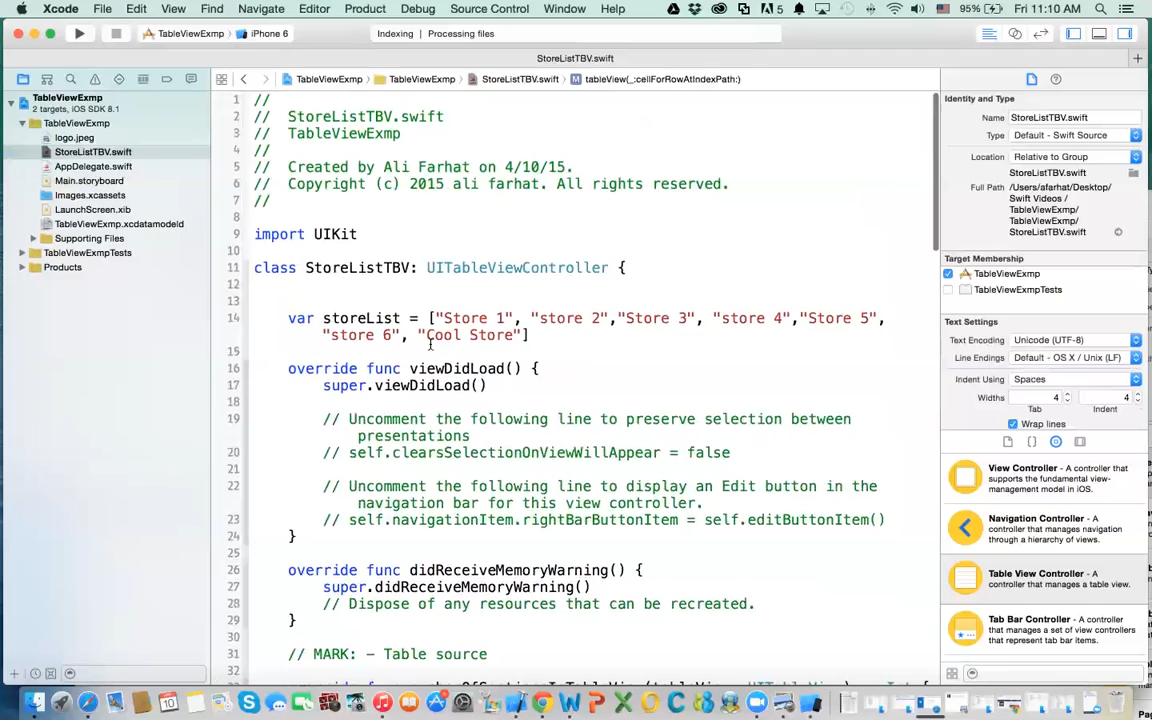 Xcode File Edit View Find Navigate Editor Product Debug Source Control Window Help 5 95% Fri 11:10 AM
TableViewExmp iPhone 6 Indexing | Processing files
StoreListTBV.swift
TableViewExmp TableViewExmp StoreListTBV.swift M tableView(_:cellForRowAtIndexPath:)
TableViewExmp
2 targets, iOS SDK 8.1
TableViewExmp
logo.jpeg
StoreListTBV.swift
AppDelegate.swift
Main.storyboard
Images.xcassets
LaunchScreen.xib
TableViewExmp.xcdatamodeld
Supporting Files
TableViewExmpTests
Products
1 //
2 // StoreListTBV.swift
3 // TableViewExmp
4 //
5 // Created by Ali Farhat on 4/10/15.
6 // Copyright (c) 2015 ali farhat. All rights reserved.
7 //
8
9 import UIKit
10
11 class StoreListTBV: UITableViewController {
12
13
14 var storeList = ["Store 1", "store 2","Store 3", "store 4","Store 5",
"store 6", "Cool Store"]
15
16 override func viewDidLoad() {
17 super.viewDidLoad()
18
19 // Uncomment the following line to preserve selection between
presentations
20 // self.clearsSelectionOnViewWillAppear = false
21
22 // Uncomment the following line to display an Edit button in the
navigation bar for this view controller.
23 // self.navigationItem.rightBarButtonItem = self.editButtonItem()
24 }
25
26 override func didReceiveMemoryWarning() {
27 super.didReceiveMemoryWarning()
28 // Dispose of any resources that can be recreated.
29 }
30
31 // MARK: - Table source
32
Identity and Type
Name StoreListTBV.swift
Type Default - Swift Source
Location Relative to Group
StoreListTBV.swift
Full Path /Users/afarhat/Desktop/
Swift Videos /
TableViewExmp/
TableViewExmp/
StoreListTBV.swift
Target Membership
TableViewExmp
TableViewExmpTests
Text Settings
Text Encoding Unicode (UTF-8)
Line Endings Default - OS X / Unix (LF)
Indent Using Spaces
Widths 4 4
Tab Indent
Wrap lines
View Controller - A controller that
supports the fundamental view-
management model in iOS.
Navigation Controller - A
controller that manages navigation
through a hierarchy of views.
Table View Controller - A
controller that manages a table view.
Tab Bar Controller - A controller
that manages a set of view controllers
that represent tab bar items.